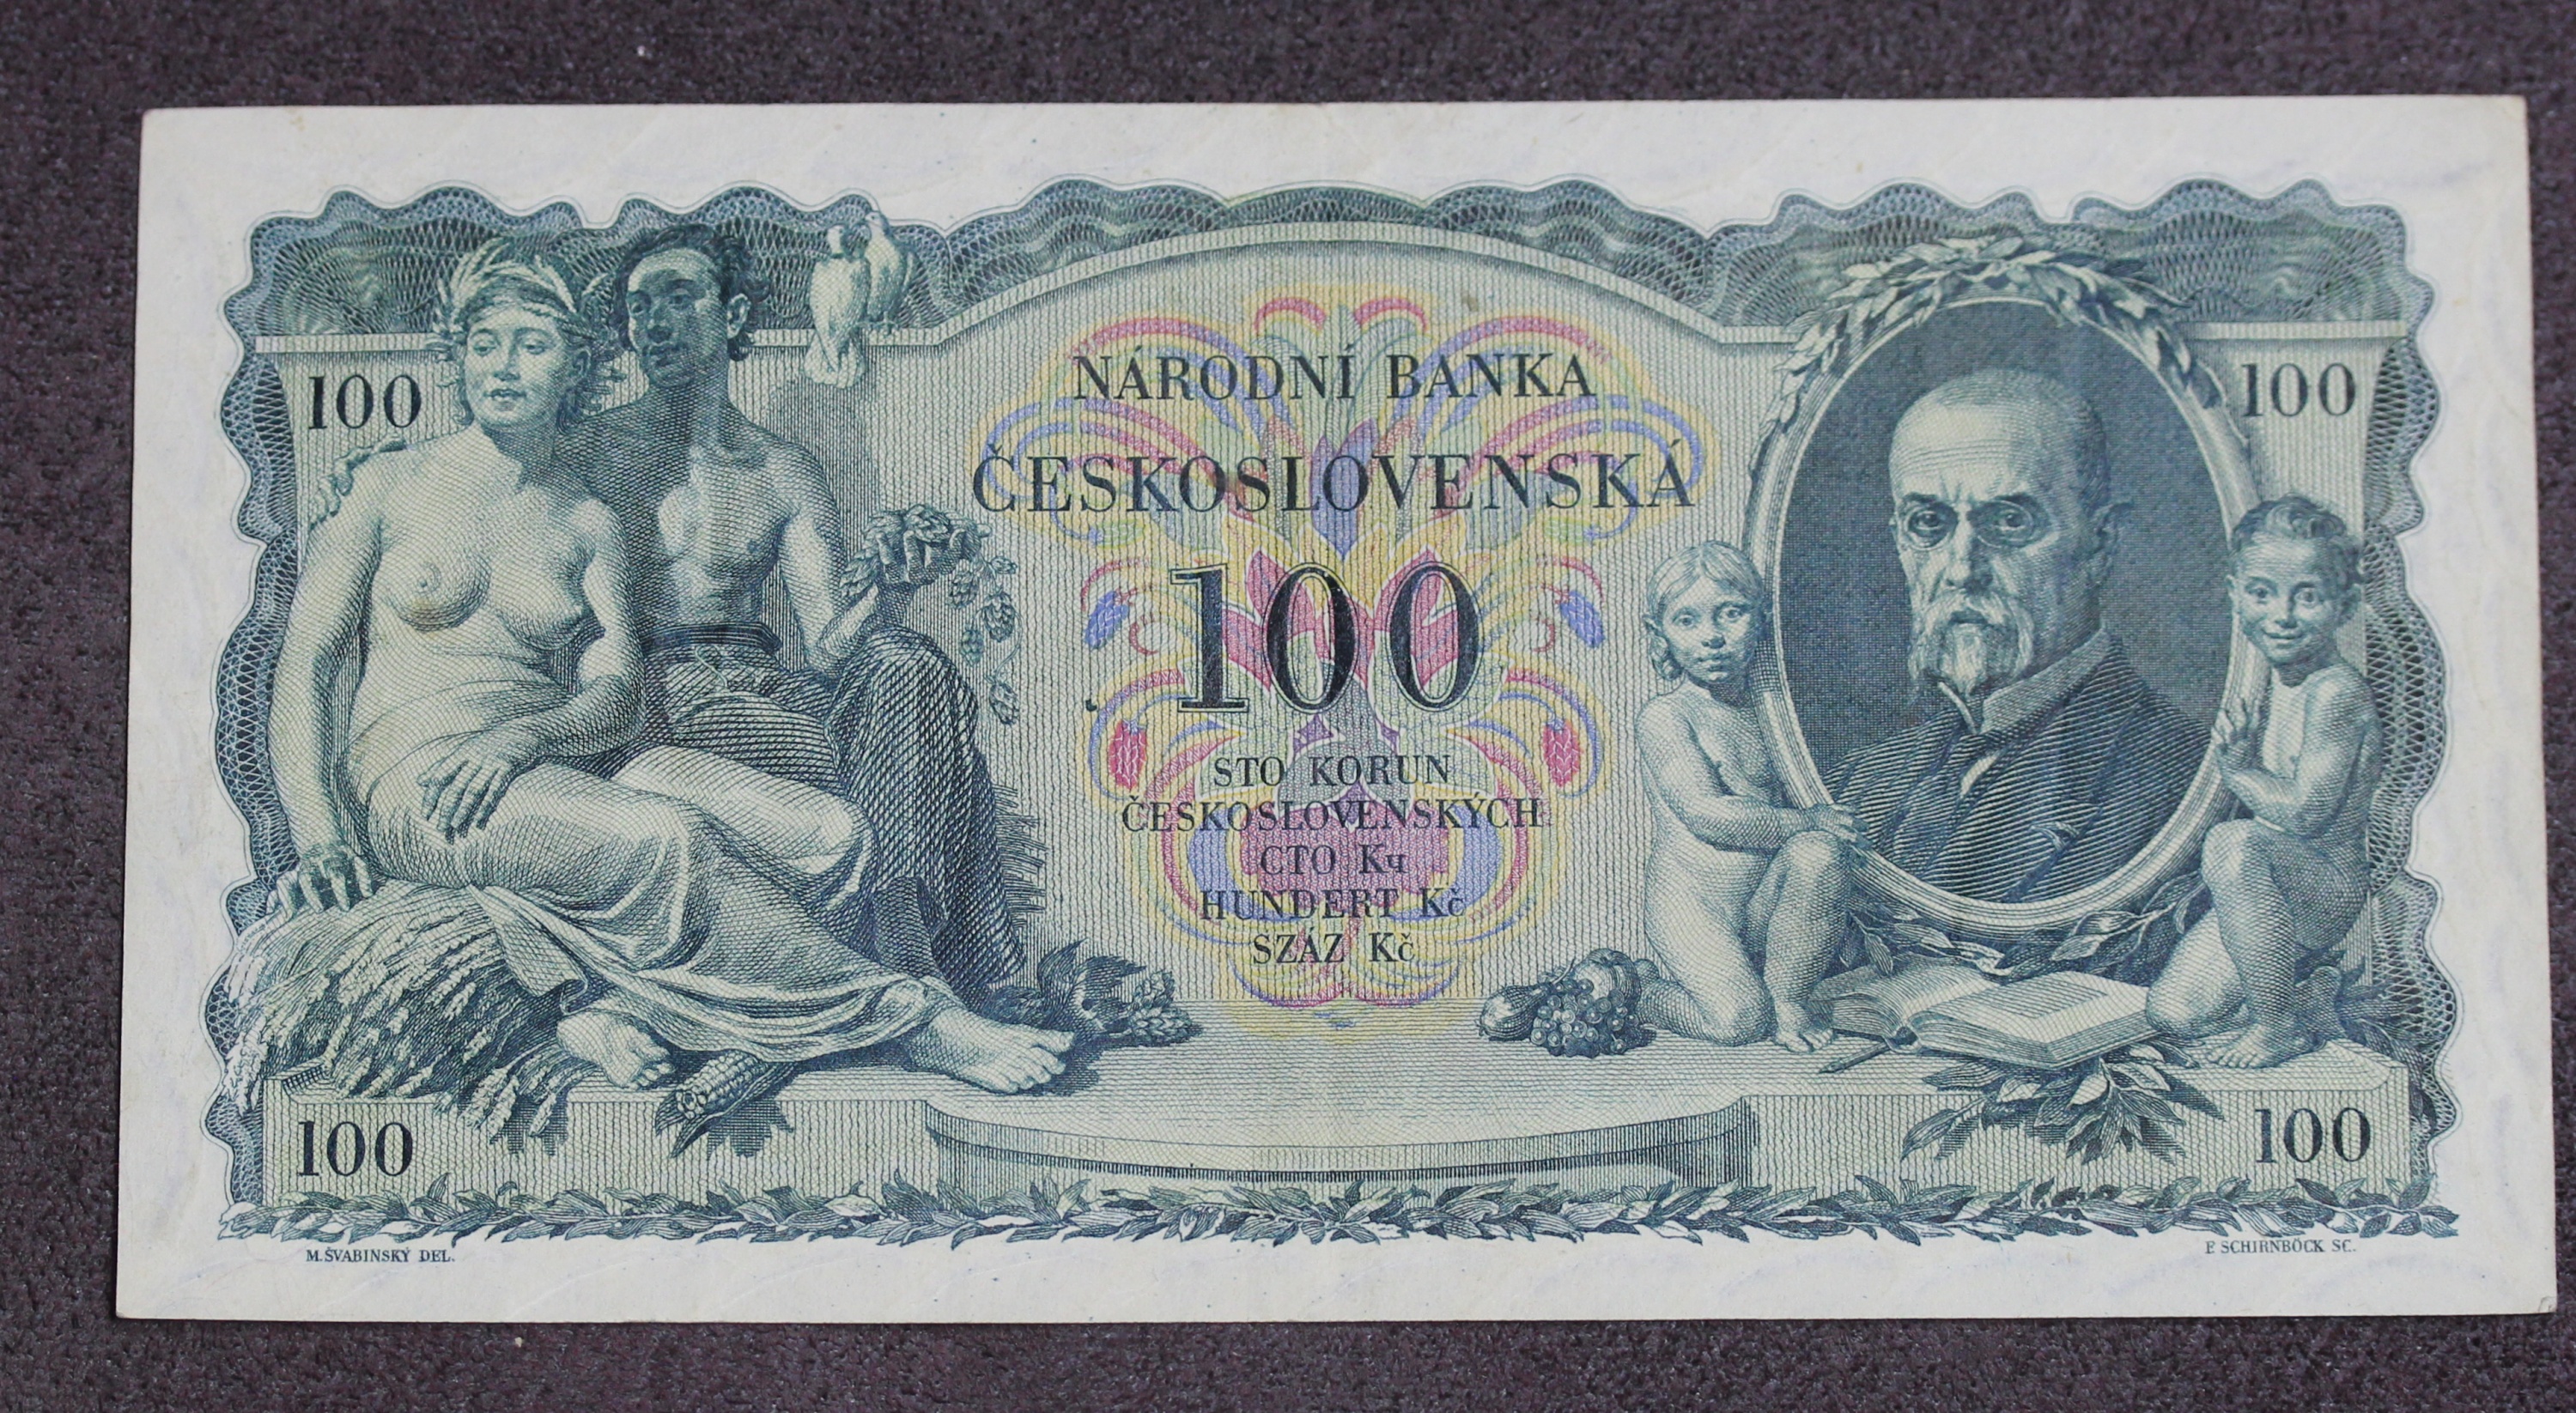 100
100
NÁRODNÍ BANKA
ČESKOSLOVENSKÁ
100
STO KORUN
ČESKOSLOVENSKÝCH
СТО Кч
HUNDERT Kč
SZÁZ Kč
100
100
M. ŠVABINSKÝ DEL.
F. SCHIRNBÖCK SC.